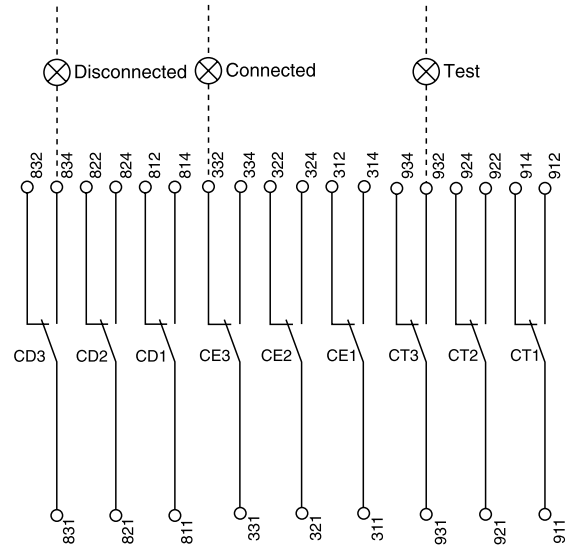 Disconnected
Connected
Test
832 834 822 824 812 814 332 334 322 324 312 314 934 932 924 922 914 912
CD3 CD2 CD1 CE3 CE2 CE1 CT3 CT2 CT1
831 821 811 331 321 311 931 921 911